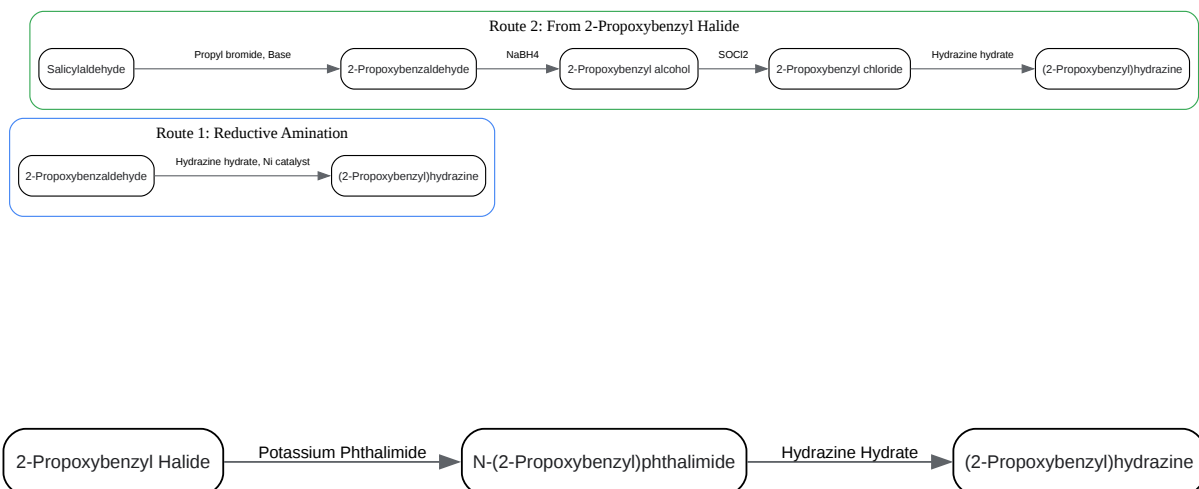 Route 2: From 2-Propoxybenzyl Halide
Salicylaldehyde
Propyl bromide, Base
2-Propoxybenzaldehyde
NaBH4
2-Propoxybenzyl alcohol
SOCl2
2-Propoxybenzyl chloride
Hydrazine hydrate
(2-Propoxybenzyl)hydrazine
Route 1: Reductive Amination
2-Propoxybenzaldehyde
Hydrazine hydrate, Ni catalyst
(2-Propoxybenzyl)hydrazine
2-Propoxybenzyl Halide
Potassium Phthalimide
N-(2-Propoxybenzyl)phthalimide
Hydrazine Hydrate
(2-Propoxybenzyl)hydrazine